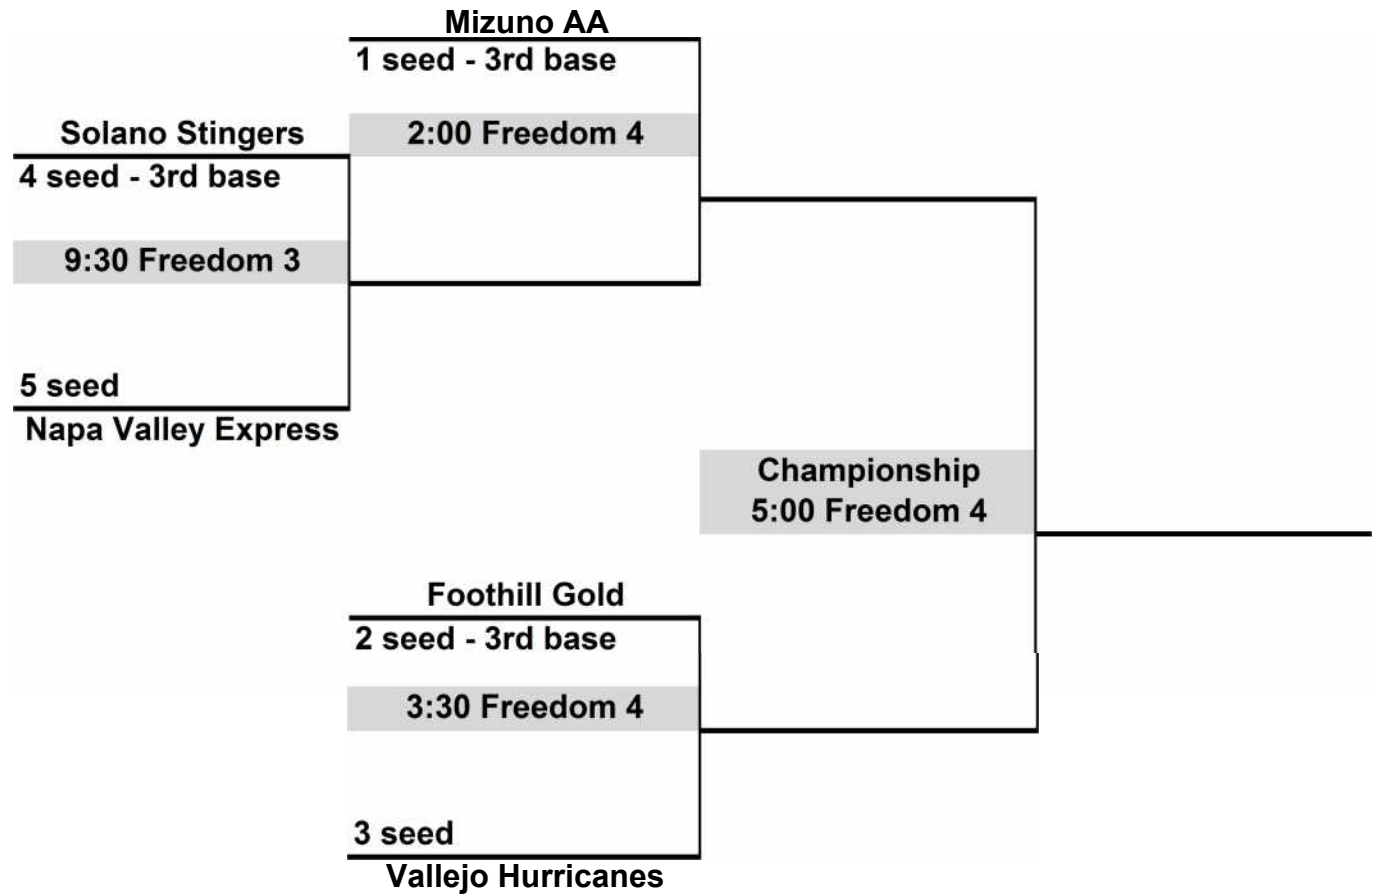 Mizuno AA
1 seed - 3rd base
Solano Stingers
2:00 Freedom 4
4 seed - 3rd base
9:30 Freedom 3
5 seed
Napa Valley Express
Championship
5:00 Freedom 4
Foothill Gold
2 seed - 3rd base
3:30 Freedom 4
3 seed
Vallejo Hurricanes